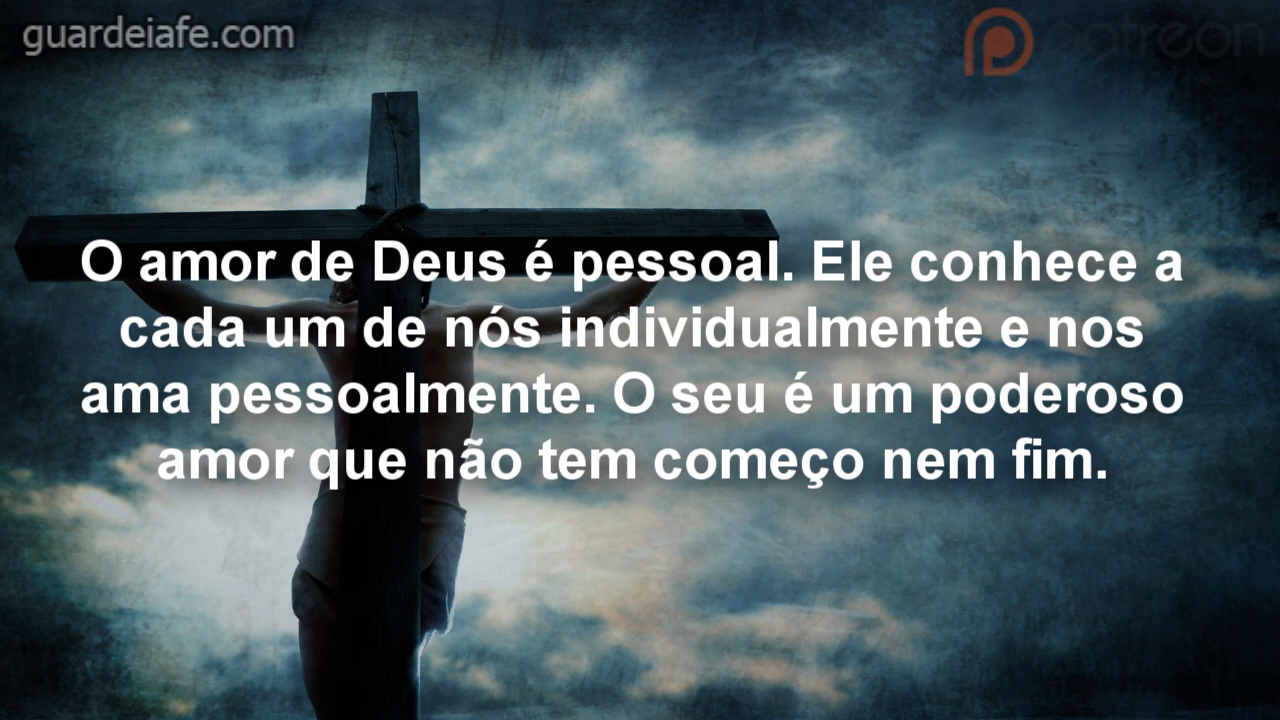 guardeiafe.com
patreon
O amor de Deus é pessoal. Ele conhece a
cada um de nós individualmente e nos
ama pessoalmente. O seu é um poderoso
amor que não tem começo nem fim.